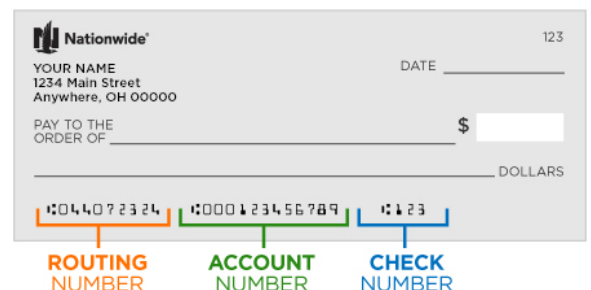 Nationwide®
123
YOUR NAME
1234 Main Street
Anywhere, OH 00000
DATE
PAY TO THE
ORDER OF
$
DOLLARS
⑆044072324 ⑆000123456789 ⑆123
ROUTING
NUMBER
ACCOUNT
NUMBER
CHECK
NUMBER